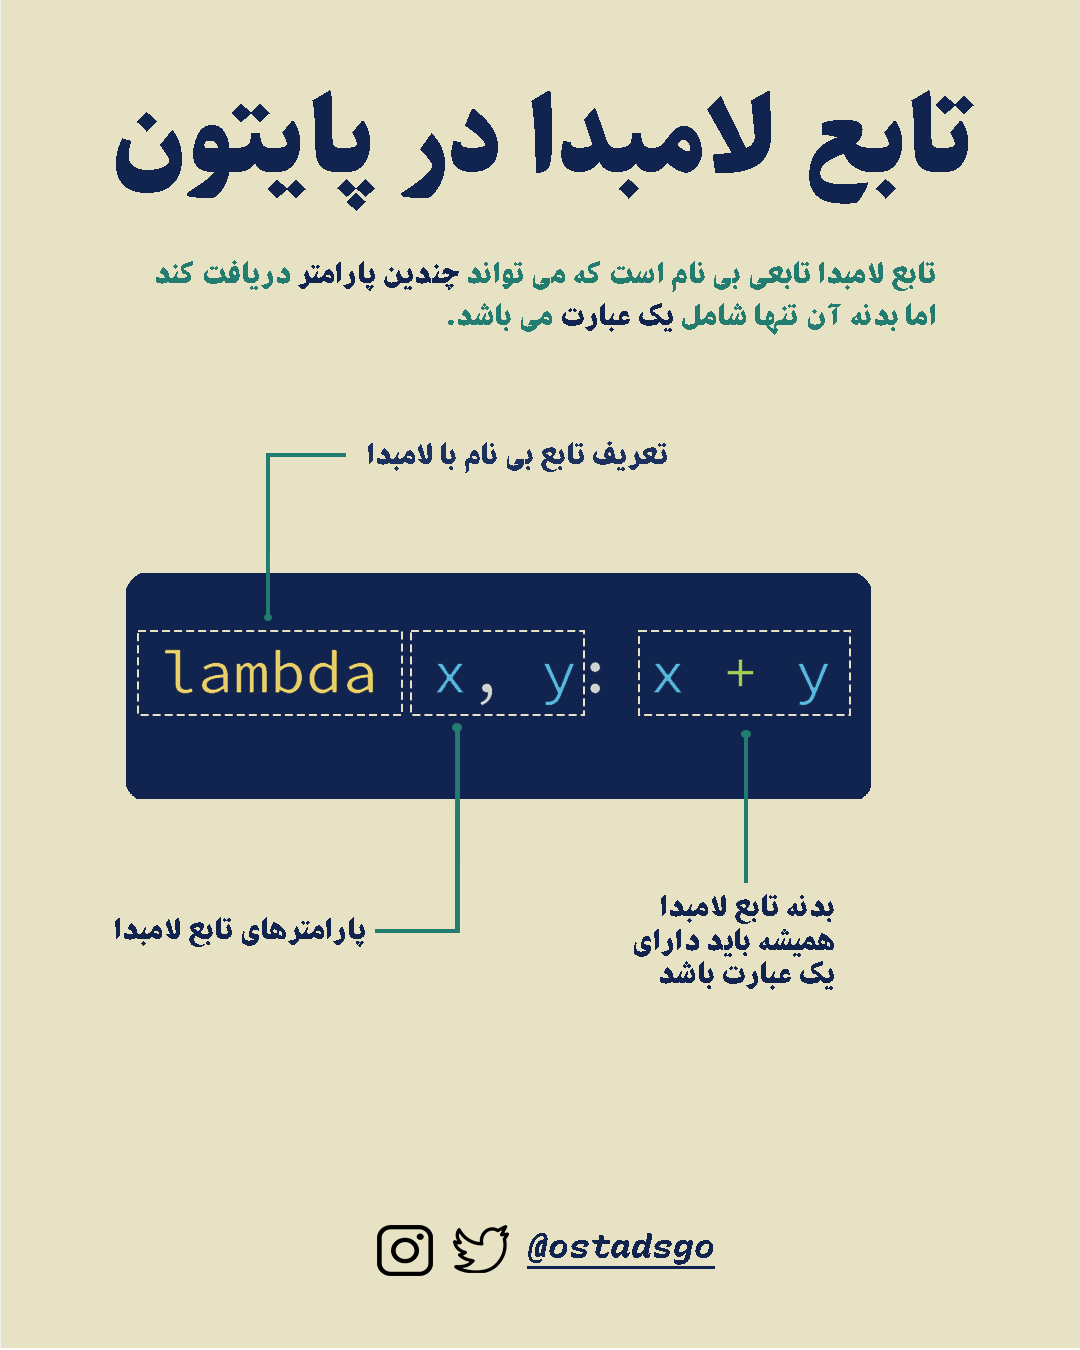 تابع لامبدا در پایتون
تابع لامبدا تابعی بی نام است که می تواند چندین پارامتر دریافت کند
اما بدنه آن تنها شامل یک عبارت می باشد.
تعریف تابع بی نام با لامبدا
lambda x, y: x + y
پارامترهای تابع لامبدا
بدنه تابع لامبدا
همیشه باید دارای
یک عبارت باشد
@ostadsgo